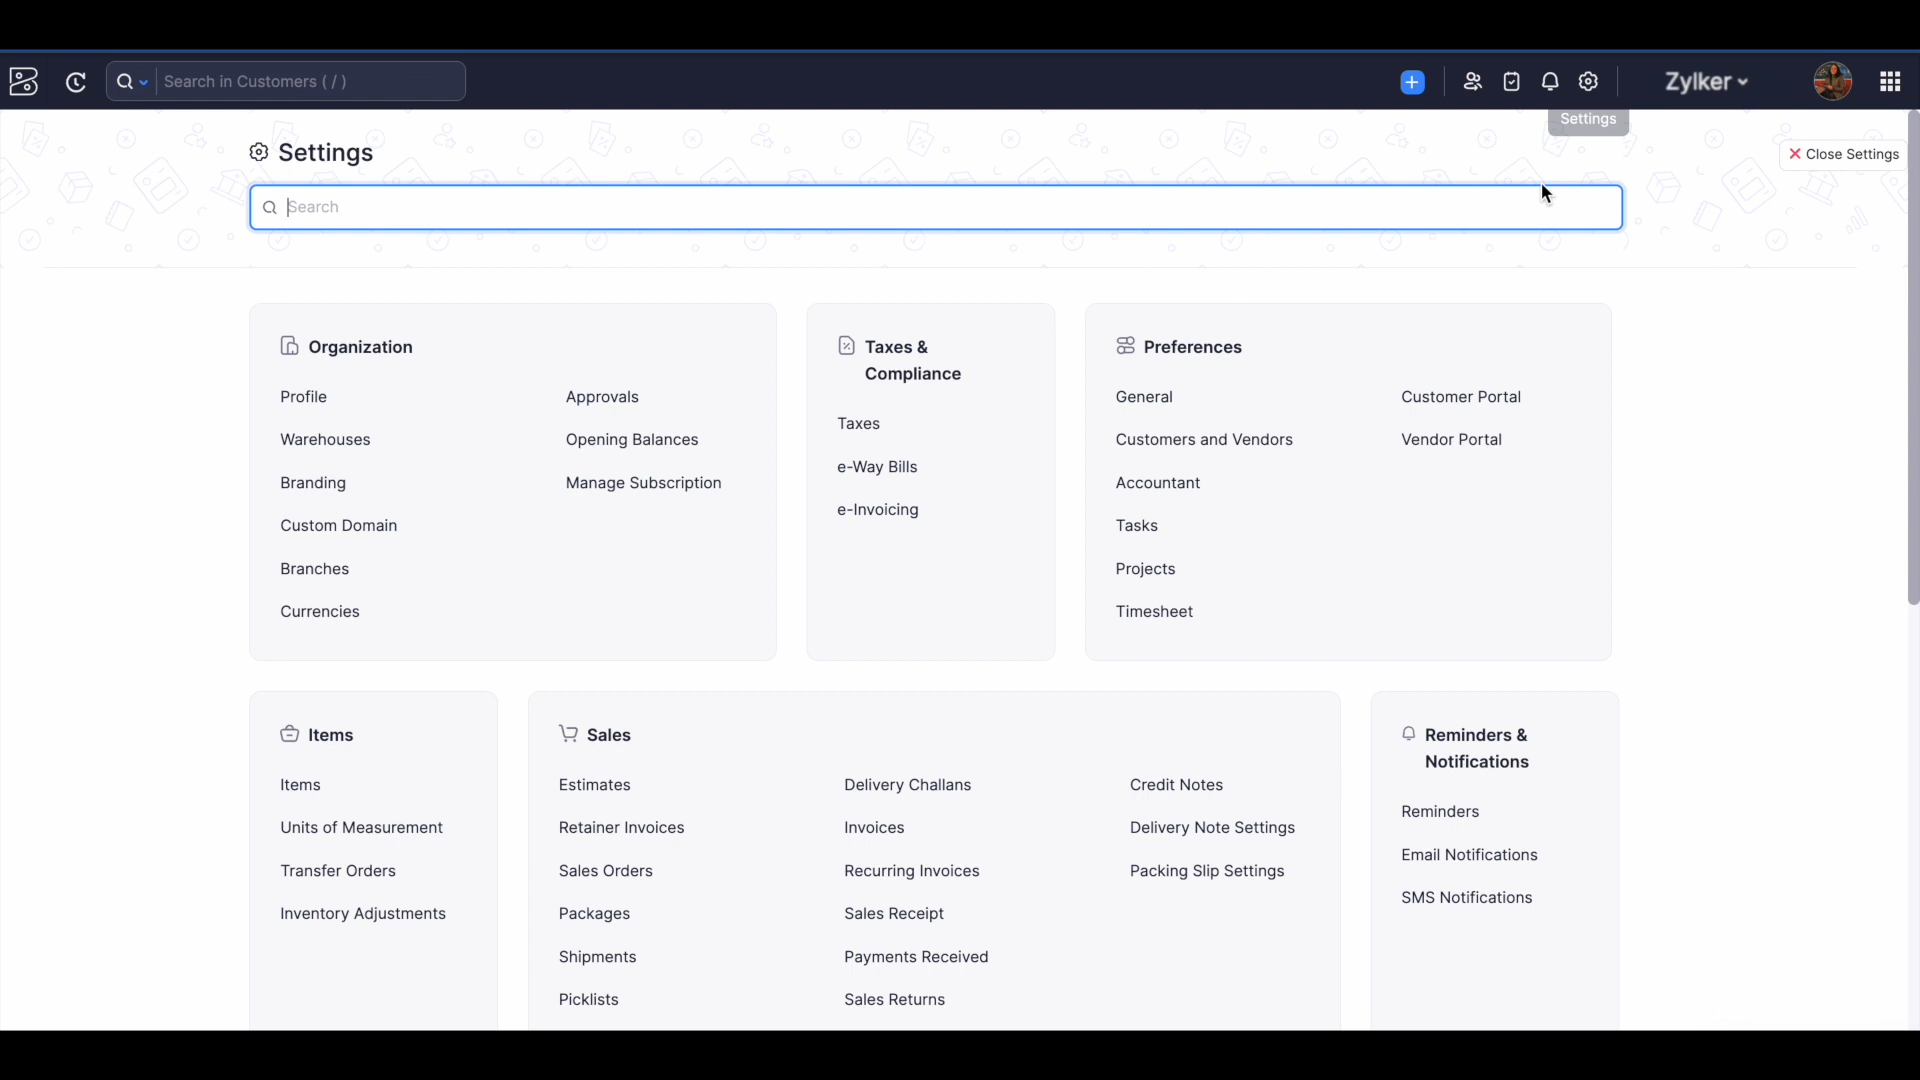 Search in Customers ( / )
Zylker
Settings
Settings
Close Settings
Search
Organization
Profile
Warehouses
Branding
Custom Domain
Branches
Currencies
Approvals
Opening Balances
Manage Subscription
Taxes &
Compliance
Taxes
e-Way Bills
e-Invoicing
Preferences
General
Customers and Vendors
Accountant
Tasks
Projects
Timesheet
Customer Portal
Vendor Portal
Items
Items
Units of Measurement
Transfer Orders
Inventory Adjustments
Sales
Estimates
Retainer Invoices
Sales Orders
Packages
Shipments
Picklists
Delivery Challans
Invoices
Recurring Invoices
Sales Receipt
Payments Received
Sales Returns
Credit Notes
Delivery Note Settings
Packing Slip Settings
Reminders &
Notifications
Reminders
Email Notifications
SMS Notifications